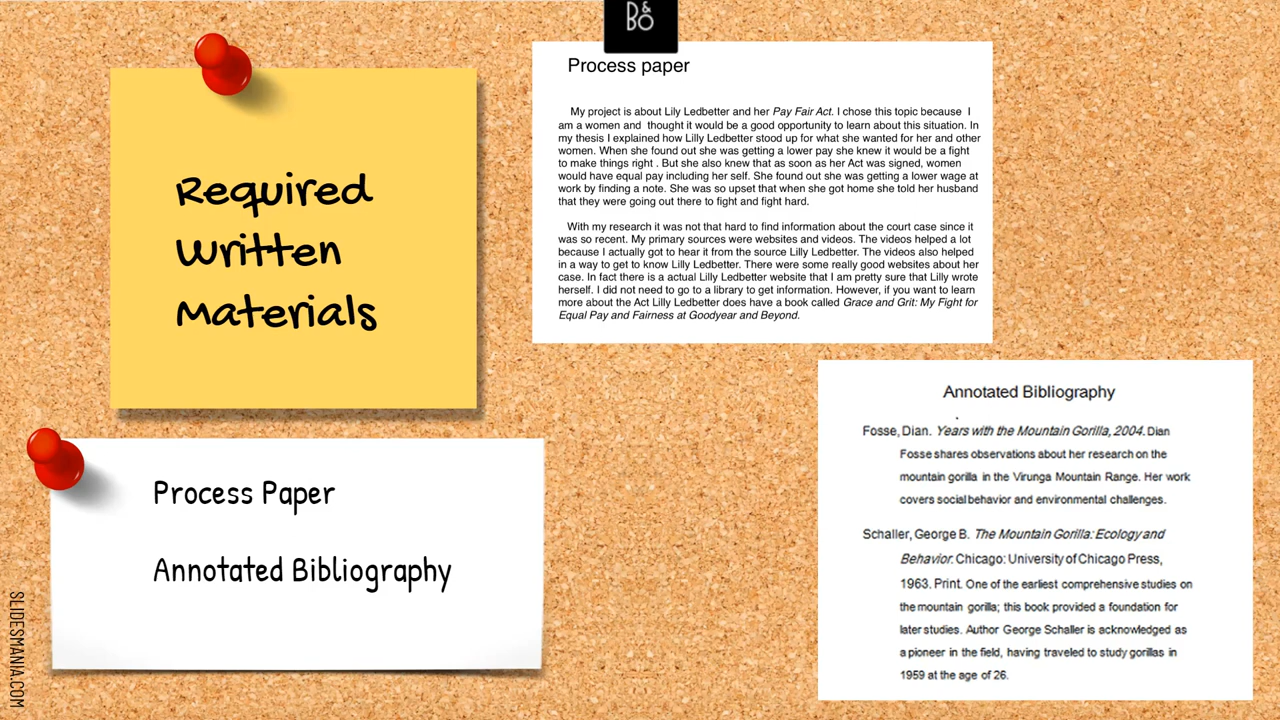 Required
Written
Materials
Process Paper
Annotated Bibliography
D&
BO
Process paper
My project is about Lily Ledbetter and her Pay Fair Act. I chose this topic because I
am a women and thought it would be a good opportunity to learn about this situation. In
my thesis I explained how Lilly Ledbetter stood up for what she wanted for her and other
women. When she found out she was getting a lower pay she knew it would be a fight
to make things right . But she also knew that as soon as her Act was signed, women
would have equal pay including her self. She found out she was getting a lower wage at
work by finding a note. She was so upset that when she got home she told her husband
that they were going out there to fight and fight hard.
With my research it was not that hard to find information about the court case since it
was so recent. My primary sources were websites and videos. The videos helped a lot
because I actually got to hear it from the source Lilly Ledbetter. The videos also helped
in a way to get to know Lilly Ledbetter. There were some really good websites about her
case. In fact there is a actual Lilly Ledbetter website that I am pretty sure that Lilly wrote
herself. I did not need to go to a library to get information. However, if you want to learn
more about the Act Lilly Ledbetter does have a book called Grace and Grit: My Fight for
Equal Pay and Fairness at Goodyear and Beyond.
Annotated Bibliography
Fosse, Dian. Years with the Mountain Gorilla, 2004. Dian
Fosse shares observations about her research on the
mountain gorilla in the Virunga Mountain Range. Her work
covers social behavior and environmental challenges.
Schaller, George B. The Mountain Gorilla: Ecology and
Behavior. Chicago: University of Chicago Press,
1963. Print. One of the earliest comprehensive studies on
the mountain gorilla; this book provided a foundation for
later studies. Author George Schaller is acknowledged as
a pioneer in the field, having traveled to study gorillas in
1959 at the age of 26.
SLIDESMANIA.COM